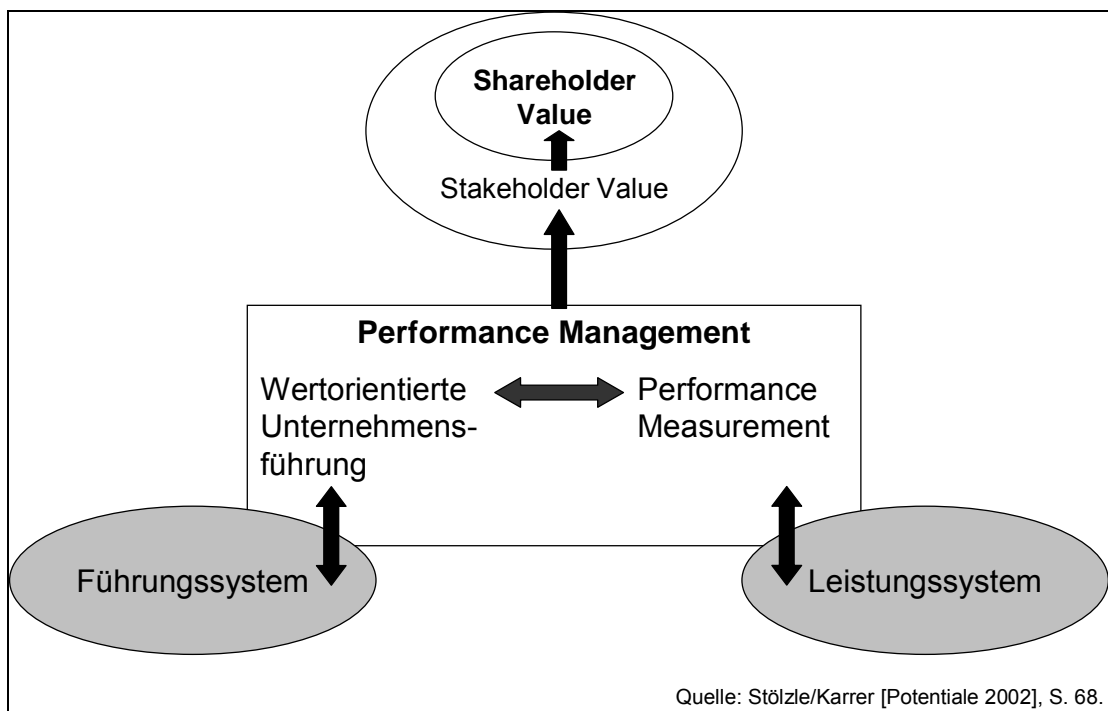 Shareholder
Value
Stakeholder Value
Performance Management
Wertorientierte
Unternehmens-
führung
Performance
Measurement
Führungssystem
Leistungssystem
Quelle: Stölzle/Karrer [Potentiale 2002], S. 68.